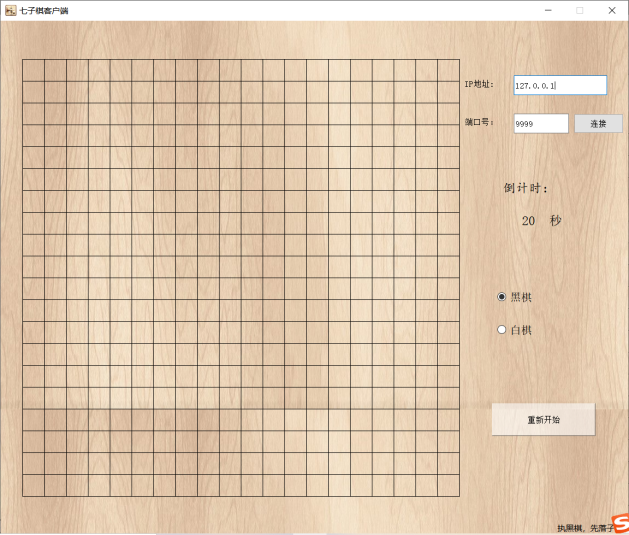 七子棋客户端
IP地址:
127.0.0.1
端口号:
9999
连接
倒计时:
20 秒
黑棋
白棋
重新开始
执黑棋，先落子
S